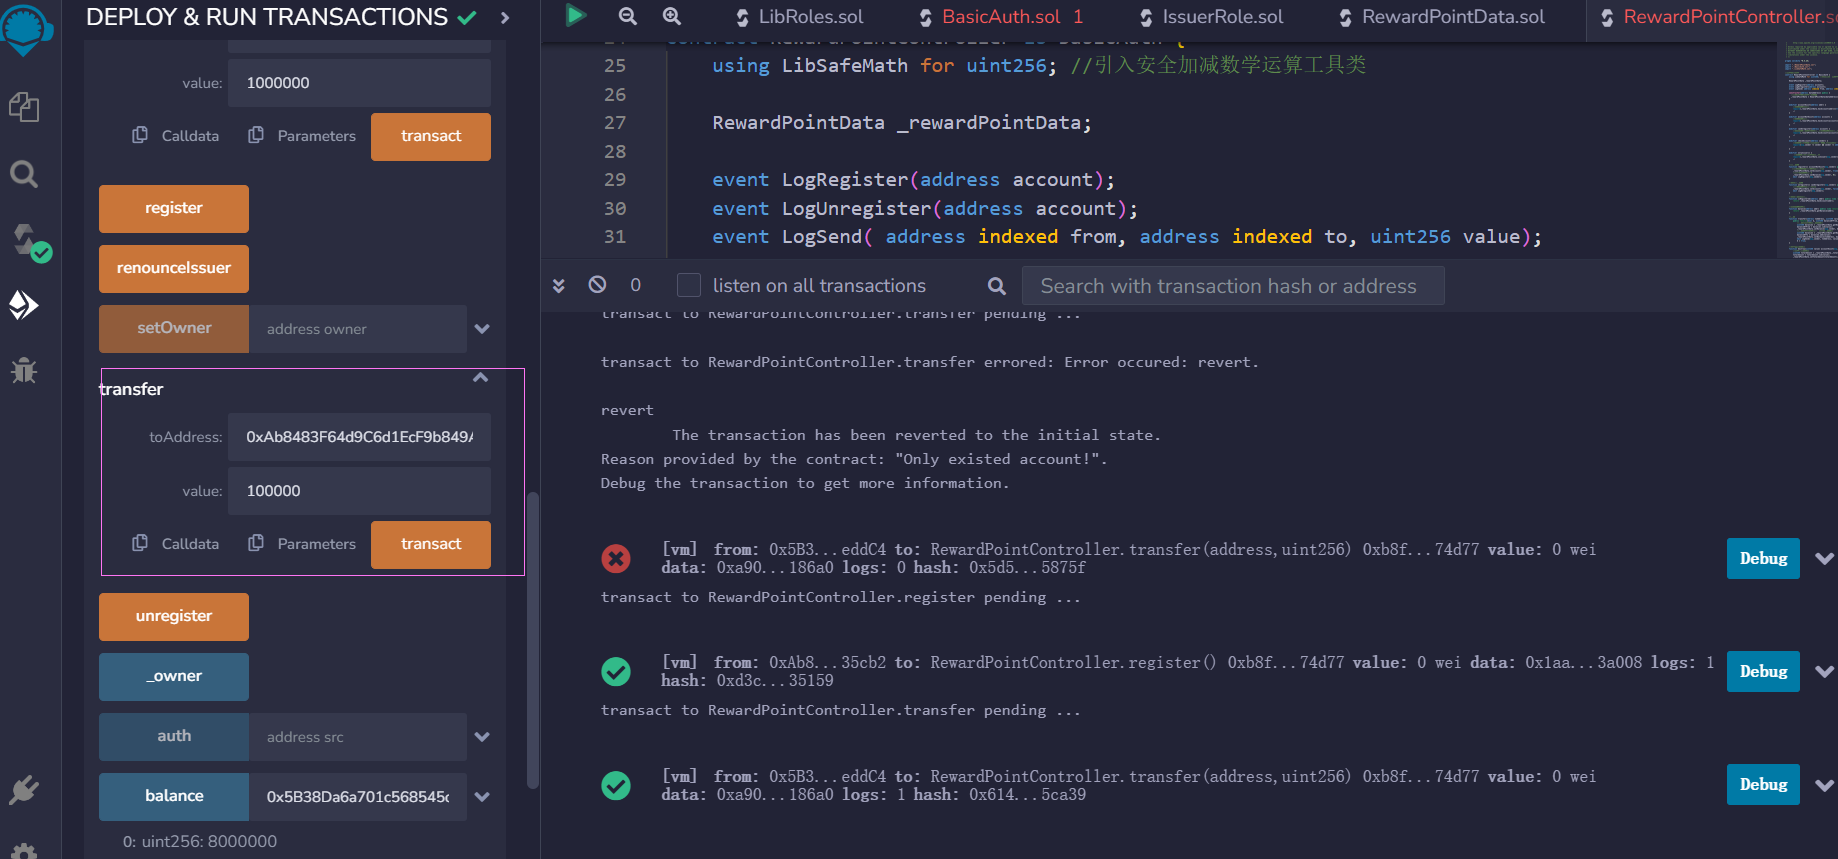 DEPLOY & RUN TRANSACTIONS
value: 1000000
Calldata Parameters transact
register
renounceIssuer
setOwner address owner
transfer
toAddress: 0xAb8483F64d9C6d1EcF9b849A
value: 100000
Calldata Parameters transact
unregister
_owner
auth address src
balance 0x5B38Da6a701c568545c
0: uint256: 8000000
LibRoles.sol BasicAuth.sol 1 IssuerRole.sol RewardPointData.sol RewardPointController.so
24 contract RewardPointController is BasicAuth {
25 using LibSafeMath for uint256; //引入安全加减数学运算工具类
26
27 RewardPointData _rewardPointData;
28
29 event LogRegister(address account);
30 event LogUnregister(address account);
31 event LogSend( address indexed from, address indexed to, uint256 value);
0 listen on all transactions Search with transaction hash or address
transact to RewardPointController.transfer pending ...
transact to RewardPointController.transfer errored: Error occured: revert.
revert
The transaction has been reverted to the initial state.
Reason provided by the contract: "Only existed account!".
Debug the transaction to get more information.
[vm] from: 0x5B3...eddC4 to: RewardPointController.transfer(address,uint256) 0xb8f...74d77 value: 0 wei
data: 0xa90...186a0 logs: 0 hash: 0x5d5...5875f
Debug
transact to RewardPointController.register pending ...
[vm] from: 0xAb8...35cb2 to: RewardPointController.register() 0xb8f...74d77 value: 0 wei data: 0x1aa...3a008 logs: 1
hash: 0xd3c...35159
Debug
transact to RewardPointController.transfer pending ...
[vm] from: 0x5B3...eddC4 to: RewardPointController.transfer(address,uint256) 0xb8f...74d77 value: 0 wei
data: 0xa90...186a0 logs: 1 hash: 0x614...5ca39
Debug